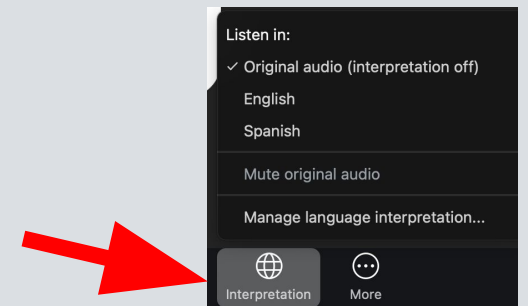 Listen in:
✓ Original audio (interpretation off)
English
Spanish
Mute original audio
Manage language interpretation...
Interpretation
More